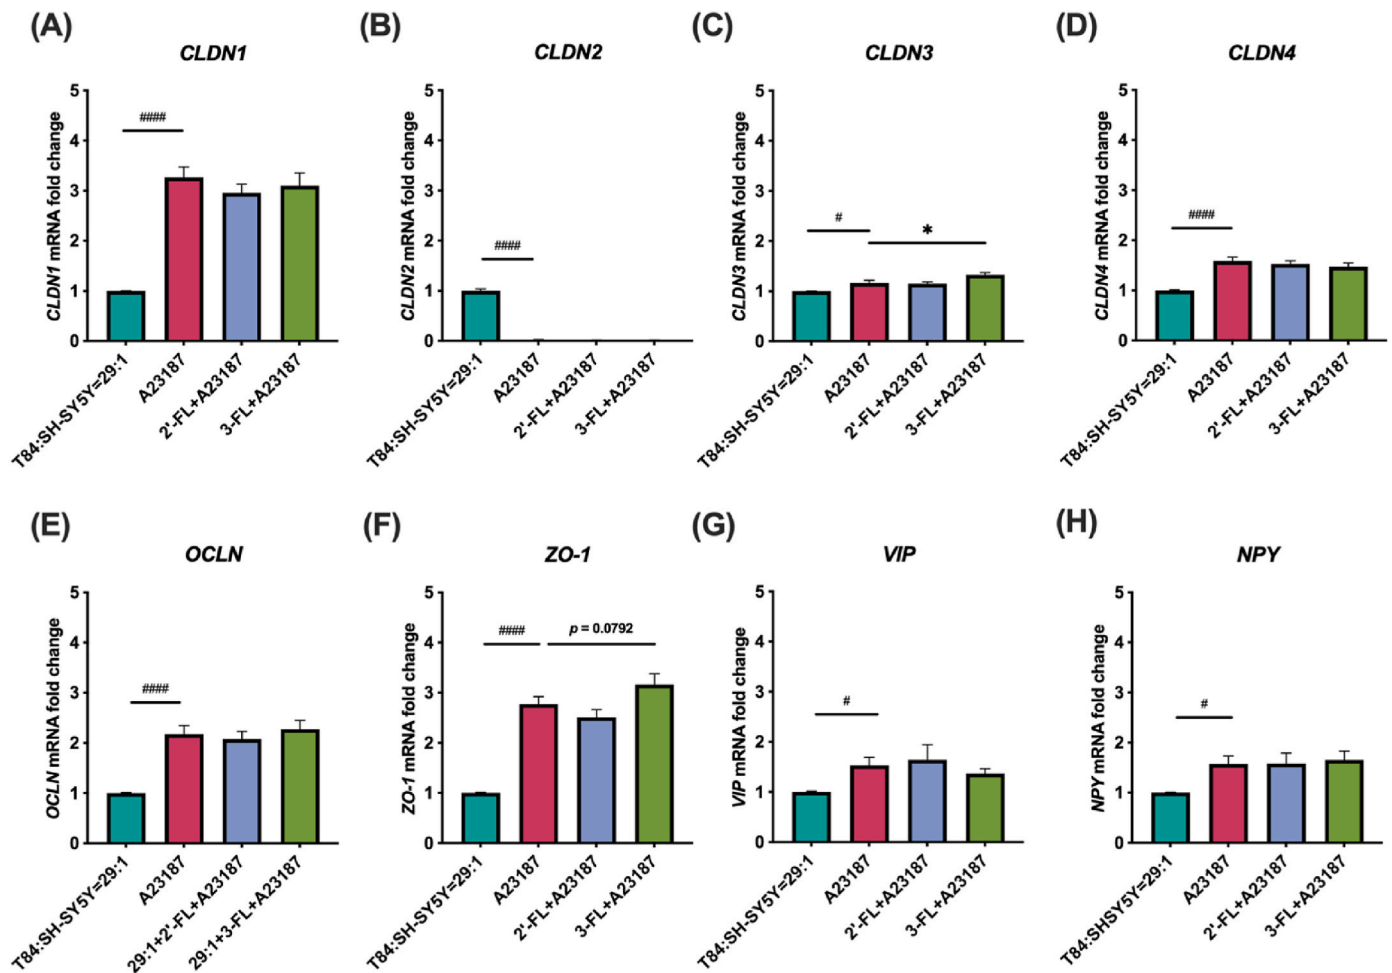 (A)
CLDN1
CLDN1 mRNA fold change
5
4
3
2
1
0
####
T84:SH-SY5Y=29:1
A23187
2'-FL+A23187
3-FL+A23187
(B)
CLDN2
CLDN2 mRNA fold change
5
4
3
2
1
0
####
T84:SH-SY5Y=29:1
A23187
2'-FL+A23187
3-FL+A23187
(C)
CLDN3
CLDN3 mRNA fold change
5
4
3
2
1
0
#
*
T84:SH-SY5Y=29:1
A23187
2'-FL+A23187
3-FL+A23187
(D)
CLDN4
CLDN4 mRNA fold change
5
4
3
2
1
0
####
T84:SH-SY5Y=29:1
A23187
2'-FL+A23187
3-FL+A23187
(E)
OCLN
OCLN mRNA fold change
5
4
3
2
1
0
####
T84:SH-SY5Y=29:1
A23187
29:1+2'-FL+A23187
29:1+3-FL+A23187
(F)
ZO-1
ZO-1 mRNA fold change
5
4
3
2
1
0
####
p = 0.0792
T84:SH-SY5Y=29:1
A23187
2'-FL+A23187
3-FL+A23187
(G)
VIP
VIP mRNA fold change
5
4
3
2
1
0
#
T84:SH-SY5Y=29:1
A23187
2'-FL+A23187
3-FL+A23187
(H)
NPY
NPY mRNA fold change
5
4
3
2
1
0
#
T84:SHSY5Y=29:1
A23187
2'-FL+A23187
3-FL+A23187